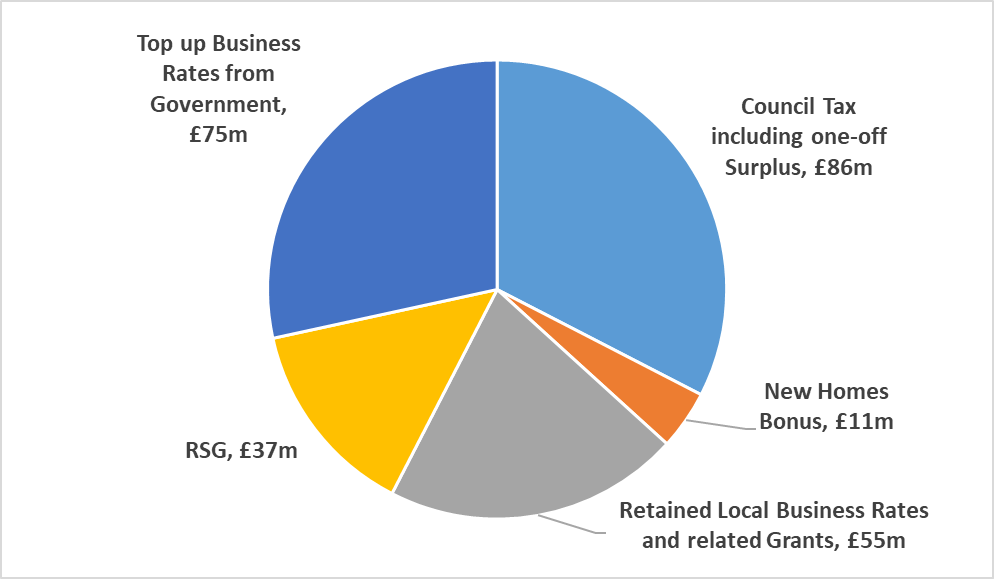 Top up Business
Rates from
Government,
£75m
Council Tax
including one-off
Surplus, £86m
New Homes
Bonus, £11m
RSG, £37m
Retained Local Business Rates
and related Grants, £55m